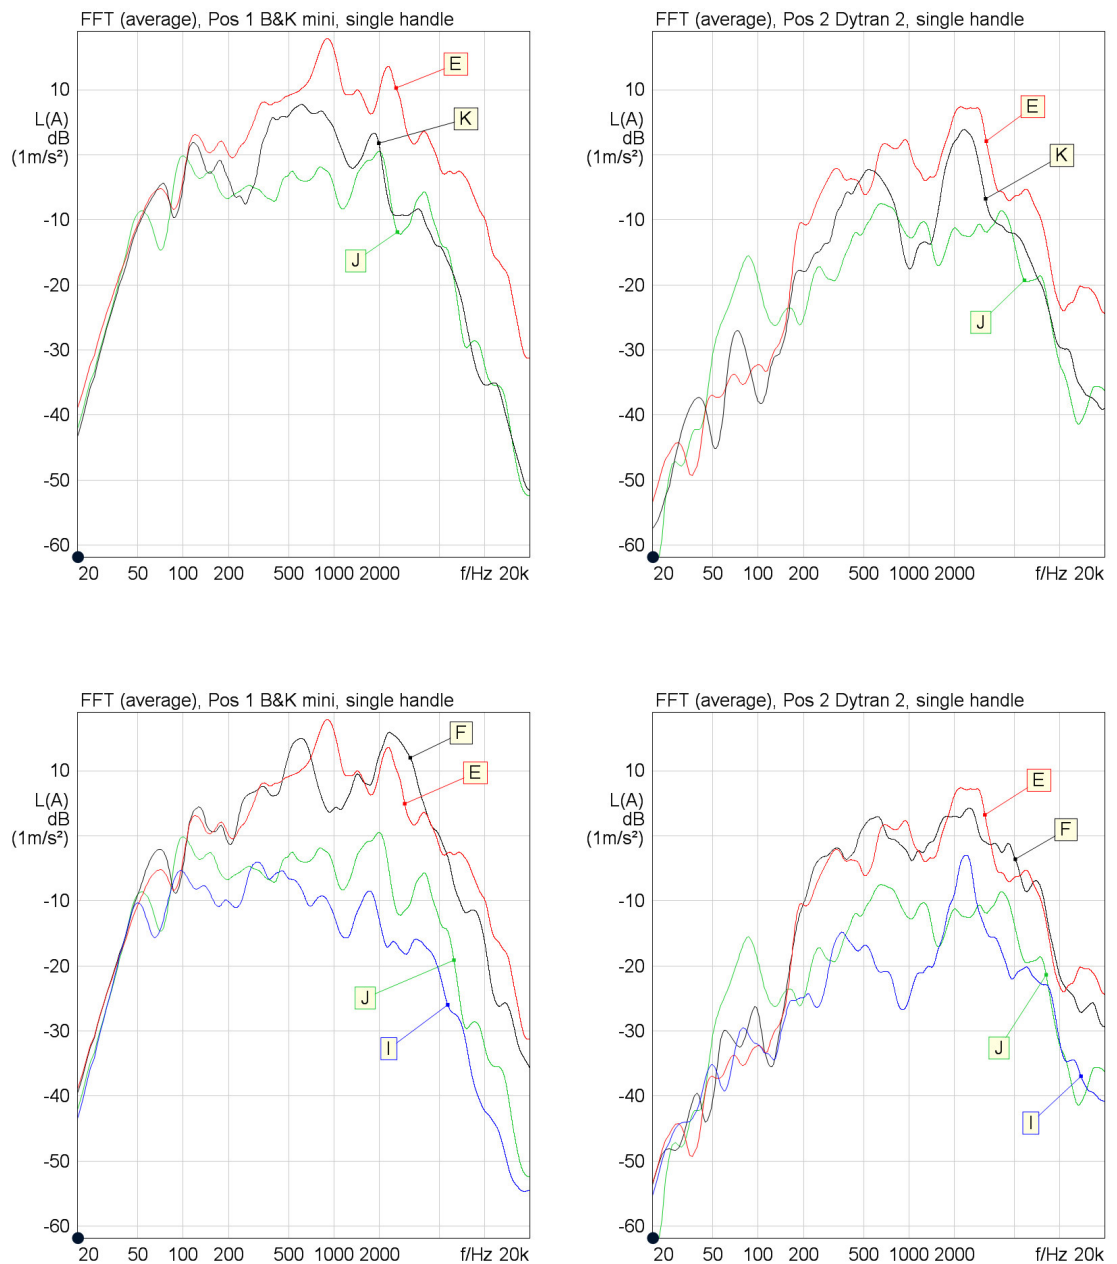 FFT (average), Pos 1 B&K mini, single handle
10
L(A)
dB
(1m/s²)
-10
-20
-30
-40
-50
-60
E
K
J
20 50 100 200 500 1000 2000 f/Hz 20k
FFT (average), Pos 2 Dytran 2, single handle
10
L(A)
dB
(1m/s²)
-10
-20
-30
-40
-50
-60
E
K
J
20 50 100 200 500 1000 2000 f/Hz 20k
FFT (average), Pos 1 B&K mini, single handle
10
L(A)
dB
(1m/s²)
-10
-20
-30
-40
-50
-60
F
E
J
I
20 50 100 200 500 1000 2000 f/Hz 20k
FFT (average), Pos 2 Dytran 2, single handle
10
L(A)
dB
(1m/s²)
-10
-20
-30
-40
-50
-60
E
F
J
I
20 50 100 200 500 1000 2000 f/Hz 20k